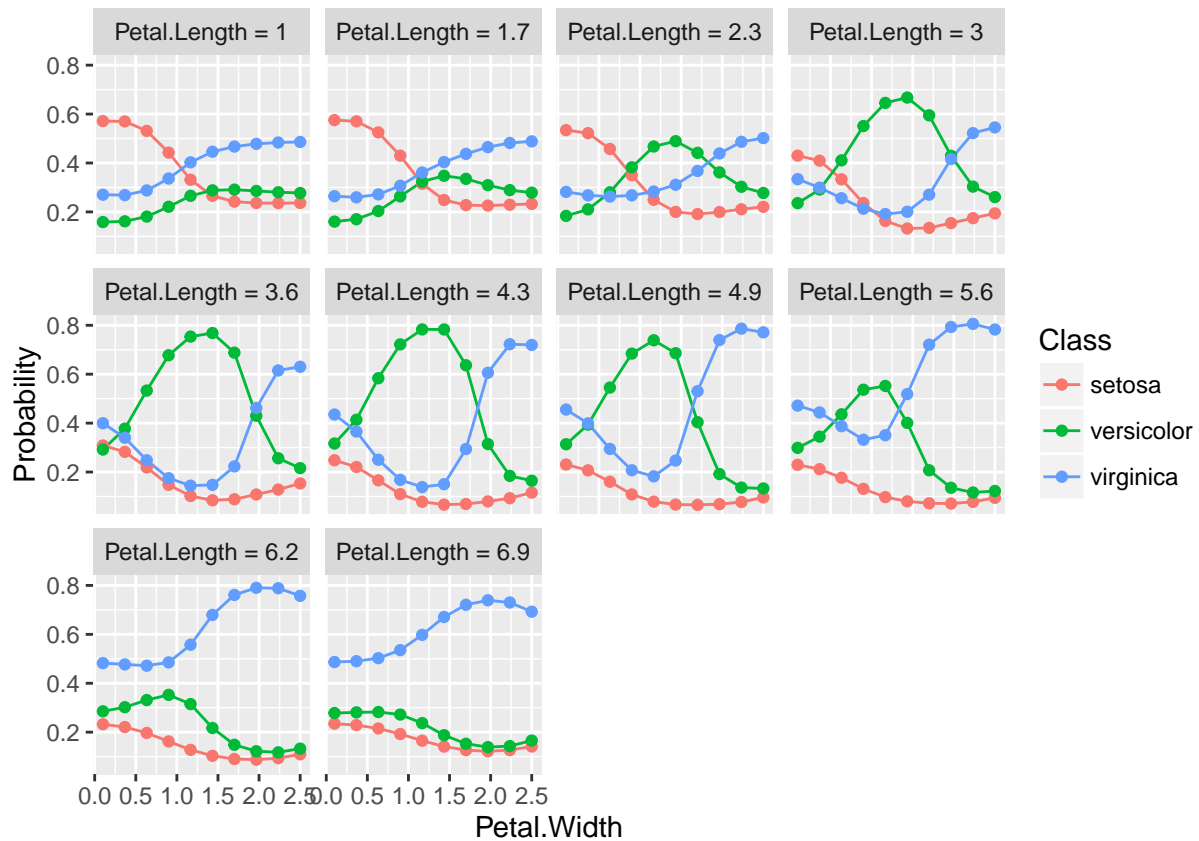 Petal.Length = 1
Petal.Length = 1.7
Petal.Length = 2.3
Petal.Length = 3
0.8
0.6
0.4
0.2
Petal.Length = 3.6
Petal.Length = 4.3
Petal.Length = 4.9
Petal.Length = 5.6
0.8
0.6
0.4
0.2
Probability
Petal.Length = 6.2
Petal.Length = 6.9
0.8
0.6
0.4
0.2
0.0 0.5 1.0 1.5 2.0 2.5
0.0 0.5 1.0 1.5 2.0 2.5
Petal.Width
Class
setosa
versicolor
virginica